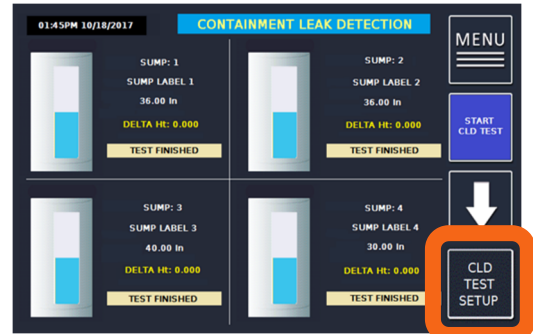 01:45PM 10/18/2017
CONTAINMENT LEAK DETECTION
MENU
SUMP: 1
SUMP LABEL 1
36.00 In
DELTA Ht: 0.000
TEST FINISHED
SUMP: 2
SUMP LABEL 2
36.00 In
DELTA Ht: 0.000
TEST FINISHED
START
CLD TEST
SUMP: 3
SUMP LABEL 3
40.00 In
DELTA Ht: 0.000
TEST FINISHED
SUMP: 4
SUMP LABEL 4
30.00 In
DELTA Ht: 0.000
TEST FINISHED
CLD
TEST
SETUP